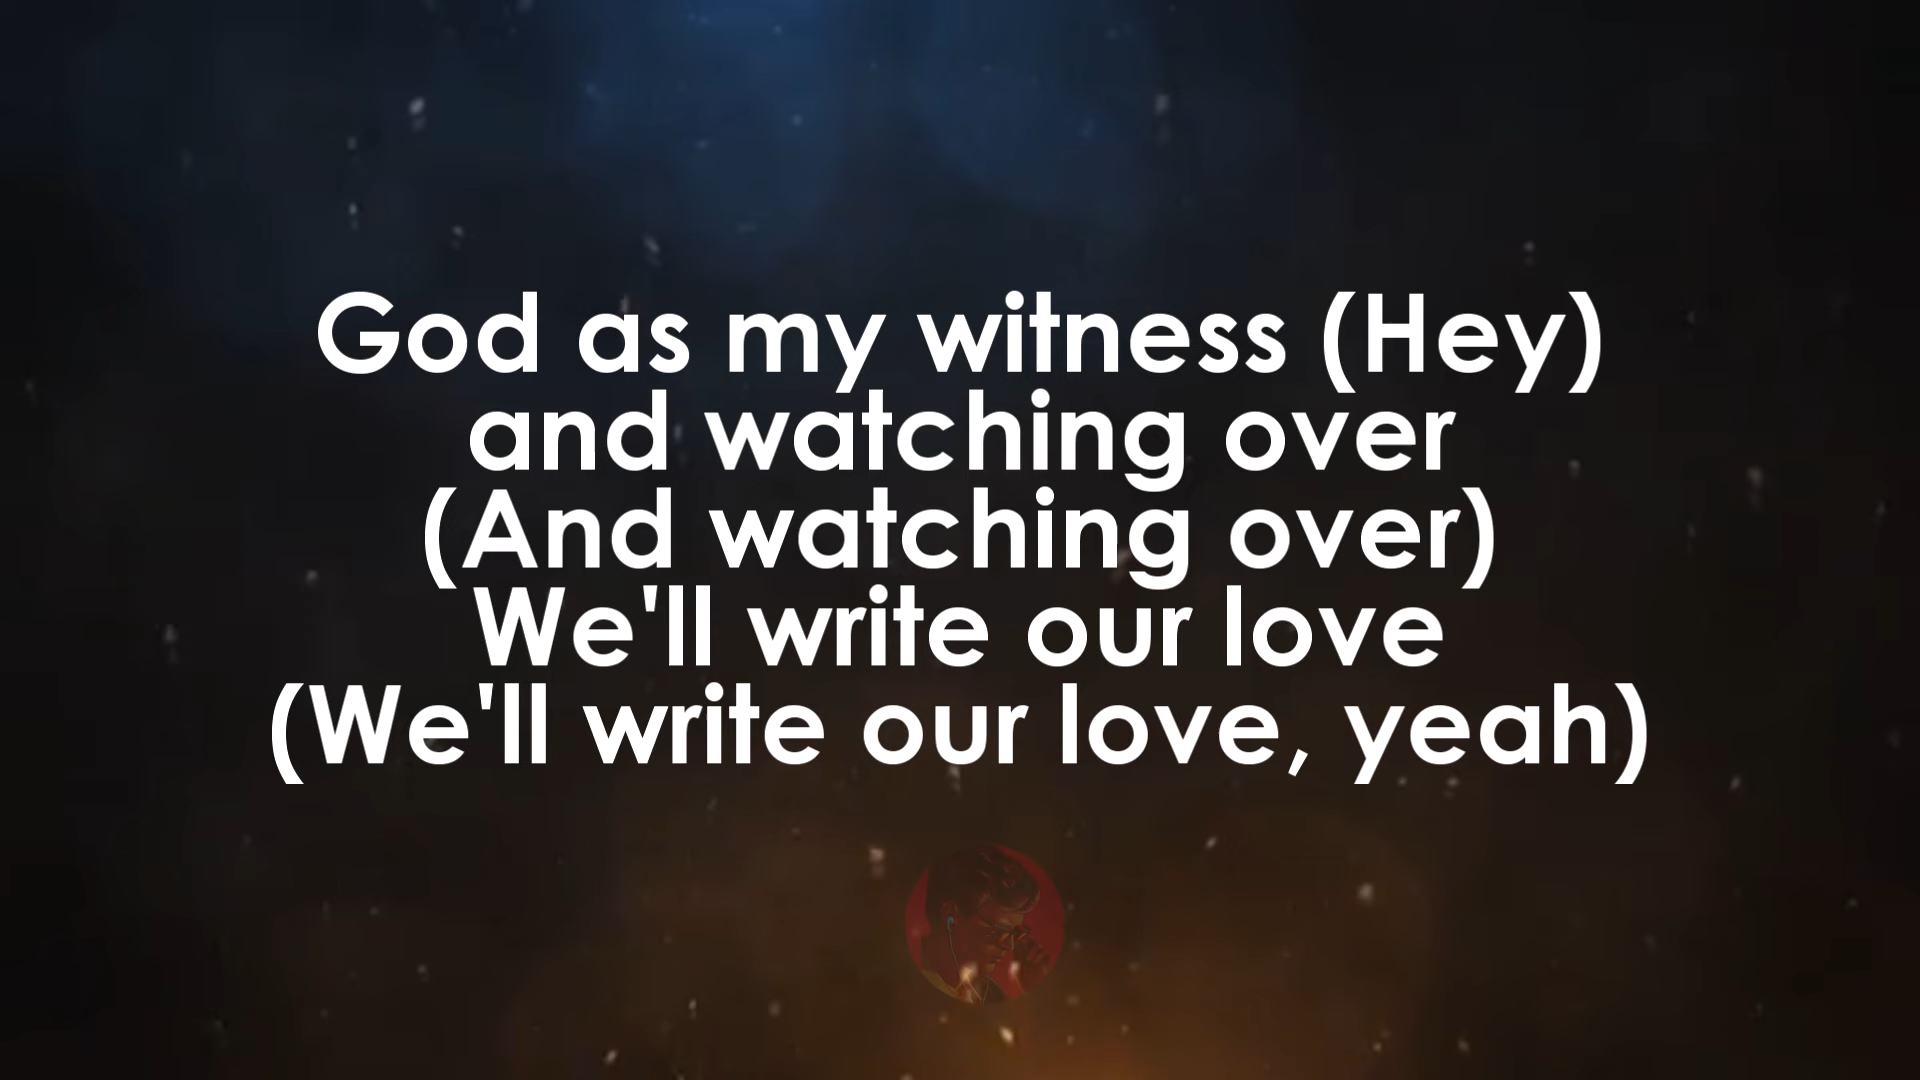 God as my witness (Hey)
and watching over
(And watching over)
We'll write our love
(We'll write our love, yeah)